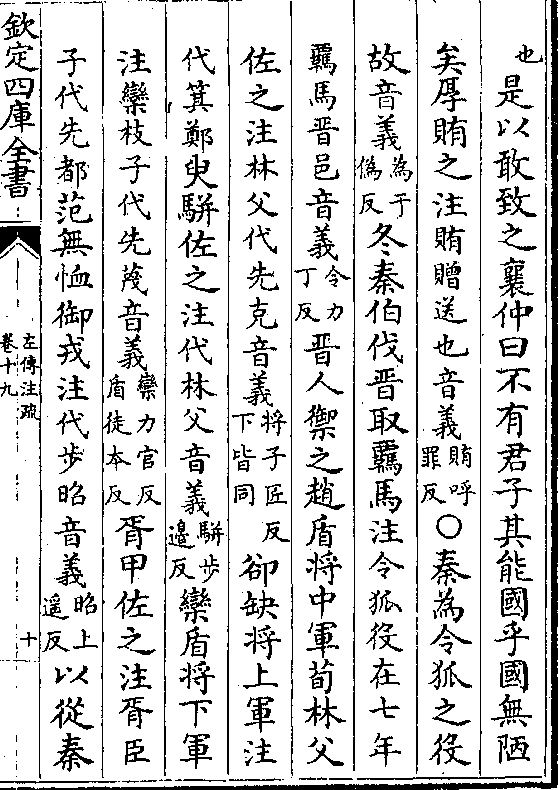 也是以敢致之襄仲曰不有君子其能國乎國無陋
矣厚賄之注賄贈送也音義賄呼罪反○秦為令狐之役
故音義為于偽反冬秦伯伐晉取羈馬注令狐役在七年
羈馬晉邑音義令力丁反晉人禦之趙盾將中軍荀林父
佐之注林父代先克音義將子匠反下皆同郤缺將上軍注
代箕鄭臾駢佐之注代林父音義駢步邊反欒盾將下軍
注欒枝子代先蔑音義欒力官反盾徒本反胥甲佐之注胥臣
子代先都范無恤御戎注代步昭音義昭上遥反以從秦
欽定四庫全書
左傳注疏
卷十九
十